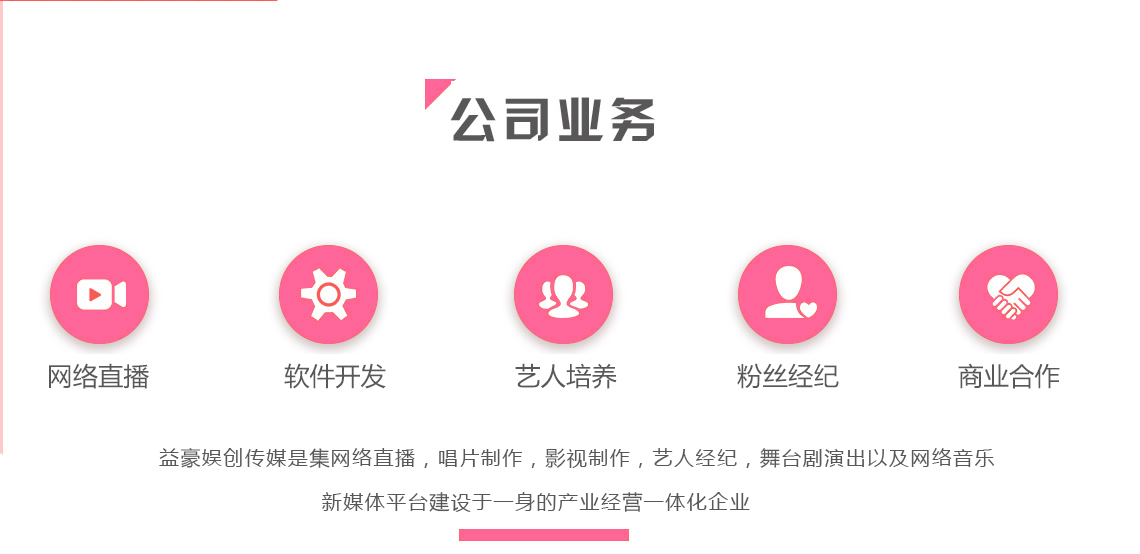 公司业务
网络直播 软件开发 艺人培养 粉丝经纪 商业合作
益豪娱创传媒是集网络直播，唱片制作，影视制作，艺人经纪，舞台剧演出以及网络音乐
新媒体平台建设于一身的产业经营一体化企业